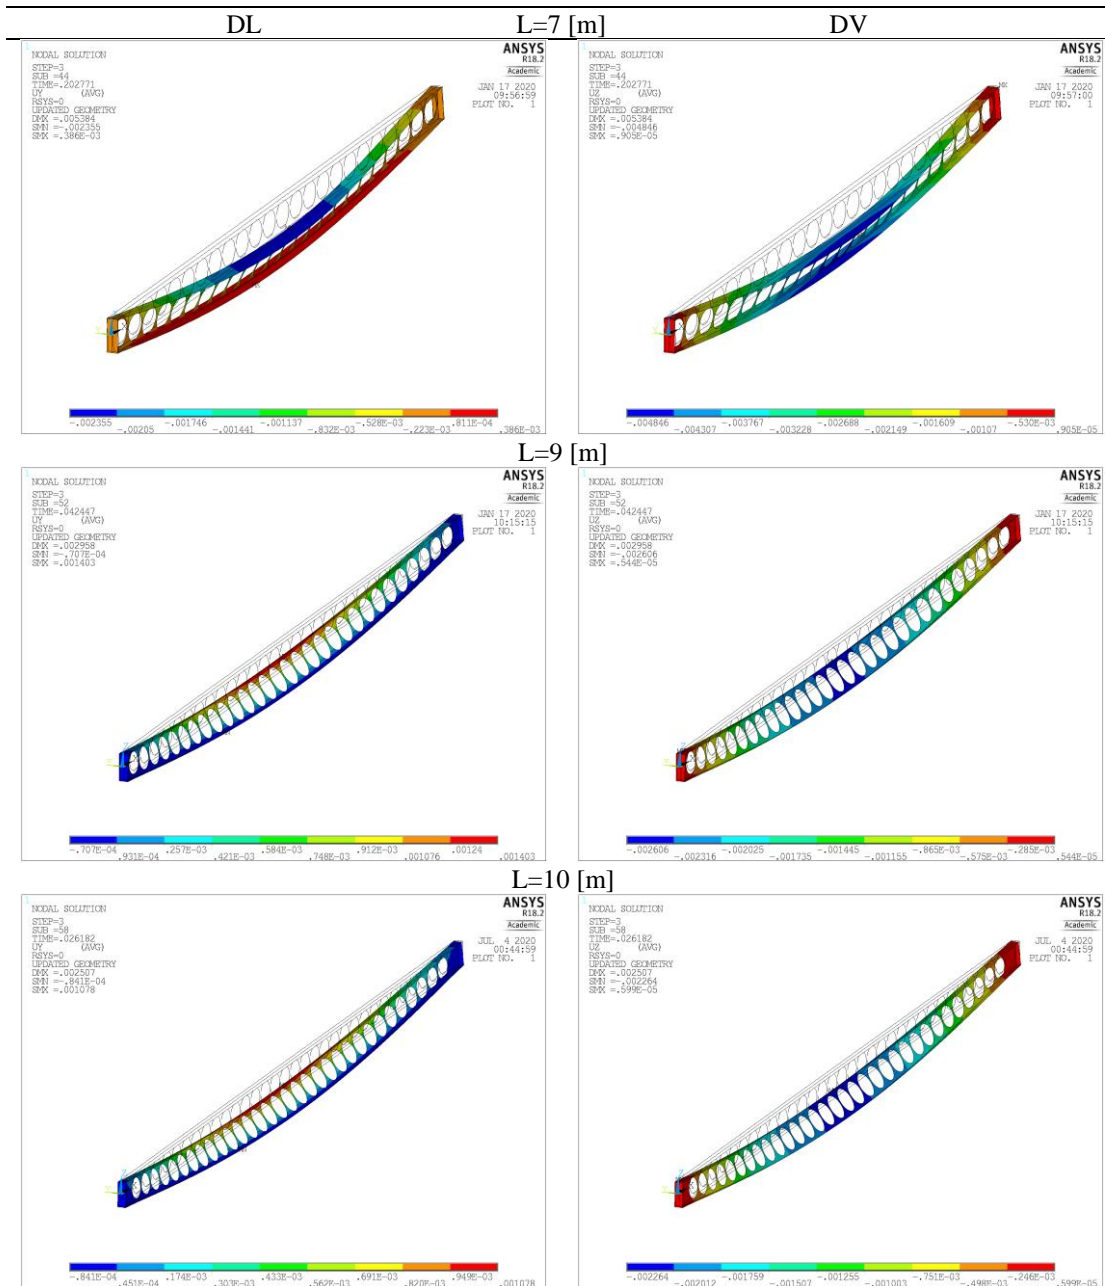 DL L=7 [m] DV
1
NODAL SOLUTION
STEP=3
SUB =44
TIME=.202771
UY (AVG)
RSYS=0
UPDATED GEOMETRY
DMX =.005384
SMN =-.002355
SMX =.386E-03
ANSYS
R18.2
Academic
JAN 17 2020
09:56:59
PLOT NO. 1
-.002355 -.001746 -.001137 -.528E-03 .811E-04
-.00205 -.001441 -.832E-03 -.223E-03 .386E-03
1
NODAL SOLUTION
STEP=3
SUB =44
TIME=.202771
UZ (AVG)
RSYS=0
UPDATED GEOMETRY
DMX =.005384
SMN =-.004846
SMX =.905E-05
ANSYS
R18.2
Academic
JAN 17 2020
09:57:00
PLOT NO. 1
MX
-.004846 -.003767 -.002688 -.001609 -.530E-03
-.004307 -.003228 -.002149 -.00107 .905E-05
L=9 [m]
1
NODAL SOLUTION
STEP=3
SUB =52
TIME=.042447
UY (AVG)
RSYS=0
UPDATED GEOMETRY
DMX =.002958
SMN =-.707E-04
SMX =.001403
ANSYS
R18.2
Academic
JAN 17 2020
10:15:15
PLOT NO. 1
-.707E-04 .257E-03 .584E-03 .912E-03 .00124
.931E-04 .421E-03 .748E-03 .001076 .001403
1
NODAL SOLUTION
STEP=3
SUB =52
TIME=.042447
UZ (AVG)
RSYS=0
UPDATED GEOMETRY
DMX =.002958
SMN =-.002606
SMX =.544E-05
ANSYS
R18.2
Academic
JAN 17 2020
10:15:15
PLOT NO. 1
-.002606 -.002025 -.001445 -.865E-03 -.285E-03
-.002316 -.001735 -.001155 -.575E-03 .544E-05
L=10 [m]
1
NODAL SOLUTION
STEP=3
SUB =58
TIME=.026182
UY (AVG)
RSYS=0
UPDATED GEOMETRY
DMX =.002507
SMN =-.841E-04
SMX =.001078
ANSYS
R18.2
Academic
JUL 4 2020
00:44:59
PLOT NO. 1
-.841E-04 .174E-03 .433E-03 .691E-03 .949E-03
.451E-04 .303E-03 .562E-03 .820E-03 .001078
1
NODAL SOLUTION
STEP=3
SUB =58
TIME=.026182
UZ (AVG)
RSYS=0
UPDATED GEOMETRY
DMX =.002507
SMN =-.002264
SMX =.599E-05
ANSYS
R18.2
Academic
JUL 4 2020
00:44:59
PLOT NO. 1
-.002264 -.001759 -.001255 -.751E-03 -.246E-03
-.002012 -.001507 -.001003 -.498E-03 .599E-05